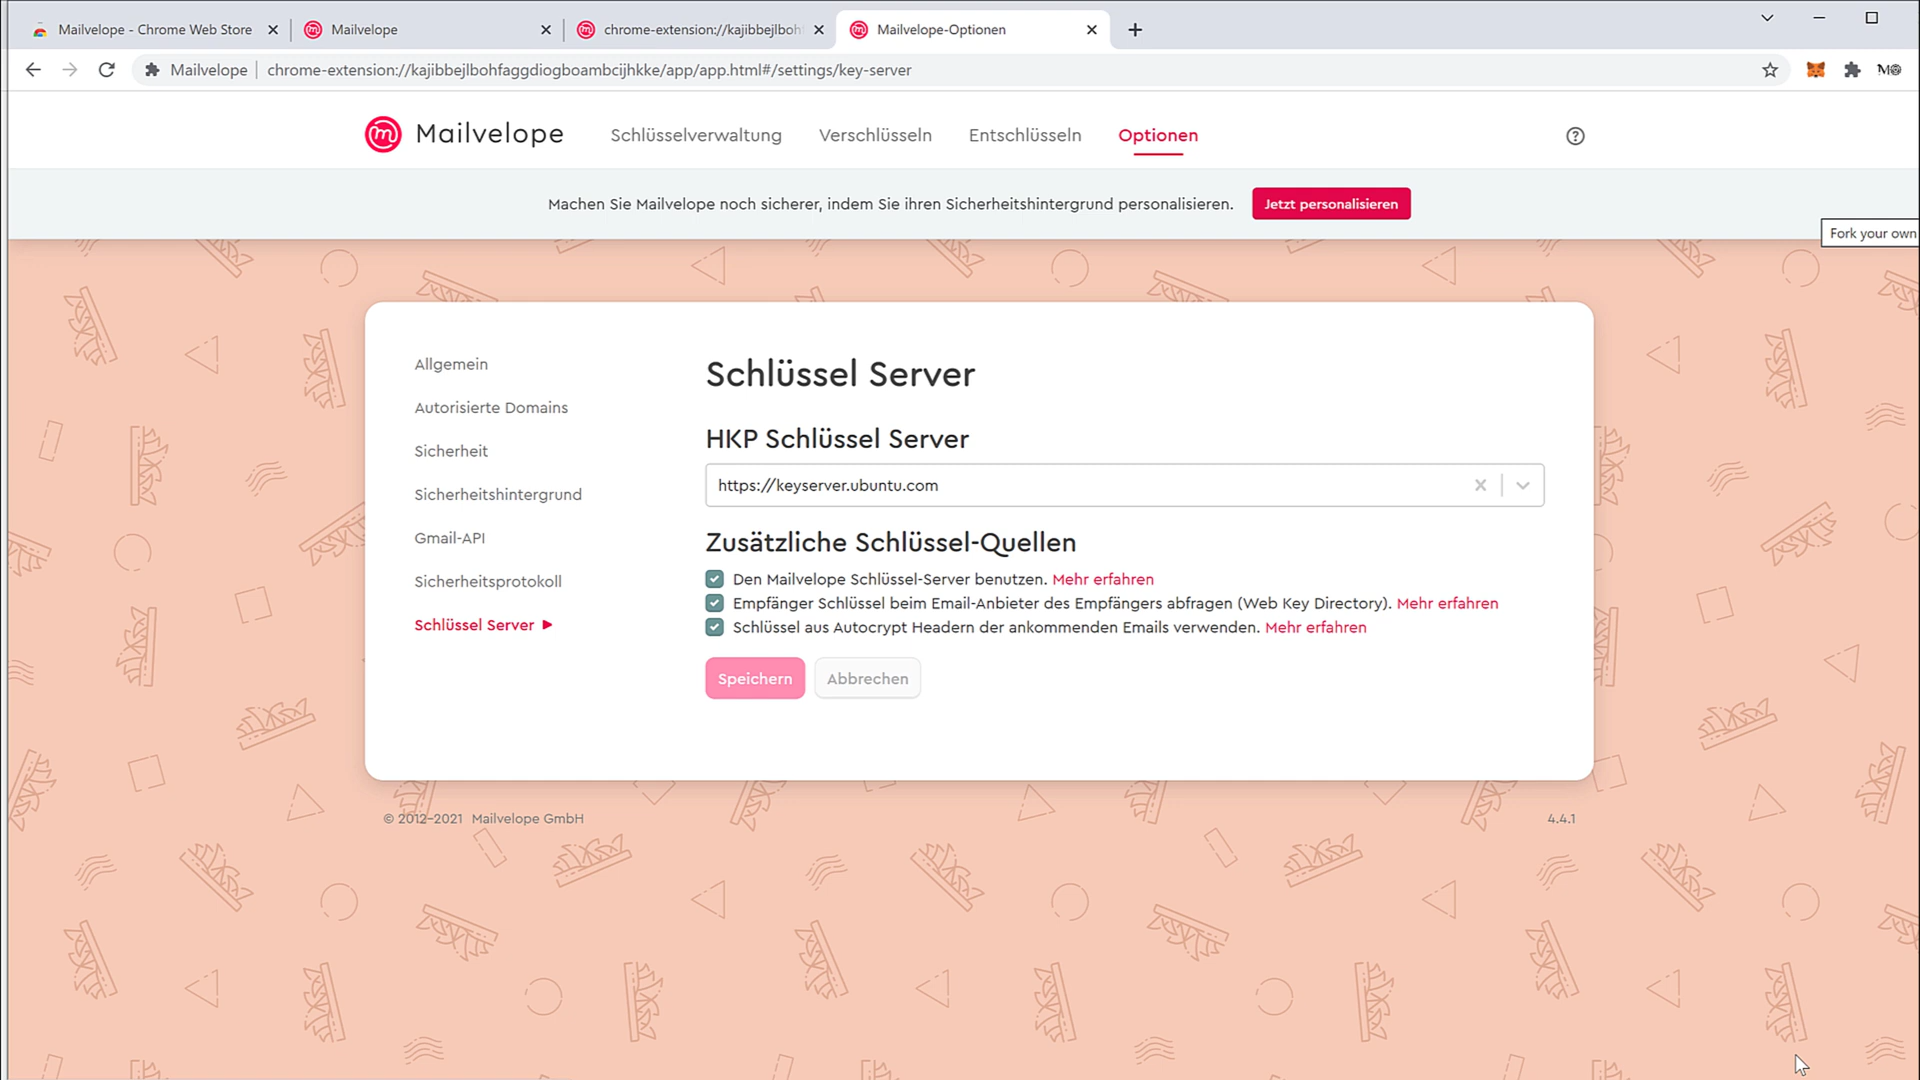 Mailvelope - Chrome Web Store
Mailvelope
chrome-extension://kajibbejlboh
Mailvelope-Optionen
Mailvelope
chrome-extension://kajibbejlbohfaggdiogboambcijhkke/app/app.html#/settings/key-server
Mailvelope
Schlüsselverwaltung
Verschlüsseln
Entschlüsseln
Optionen
Machen Sie Mailvelope noch sicherer, indem Sie ihren Sicherheitshintergrund personalisieren.
Jetzt personalisieren
Fork your own
Allgemein
Autorisierte Domains
Sicherheit
Sicherheitshintergrund
Gmail-API
Sicherheitsprotokoll
Schlüssel Server
Schlüssel Server
HKP Schlüssel Server
https://keyserver.ubuntu.com
Zusätzliche Schlüssel-Quellen
Den Mailvelope Schlüssel-Server benutzen. Mehr erfahren
Empfänger Schlüssel beim Email-Anbieter des Empfängers abfragen (Web Key Directory). Mehr erfahren
Schlüssel aus Autocrypt Headern der ankommenden Emails verwenden. Mehr erfahren
Speichern
Abbrechen
© 2012-2021 Mailvelope GmbH
4.4.1